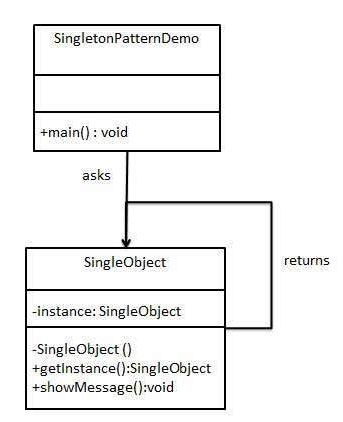 SingletonPatternDemo
+main() : void
asks
returns
SingleObject
-instance: SingleObject
-SingleObject ()
+getInstance():SingleObject
+showMessage():void